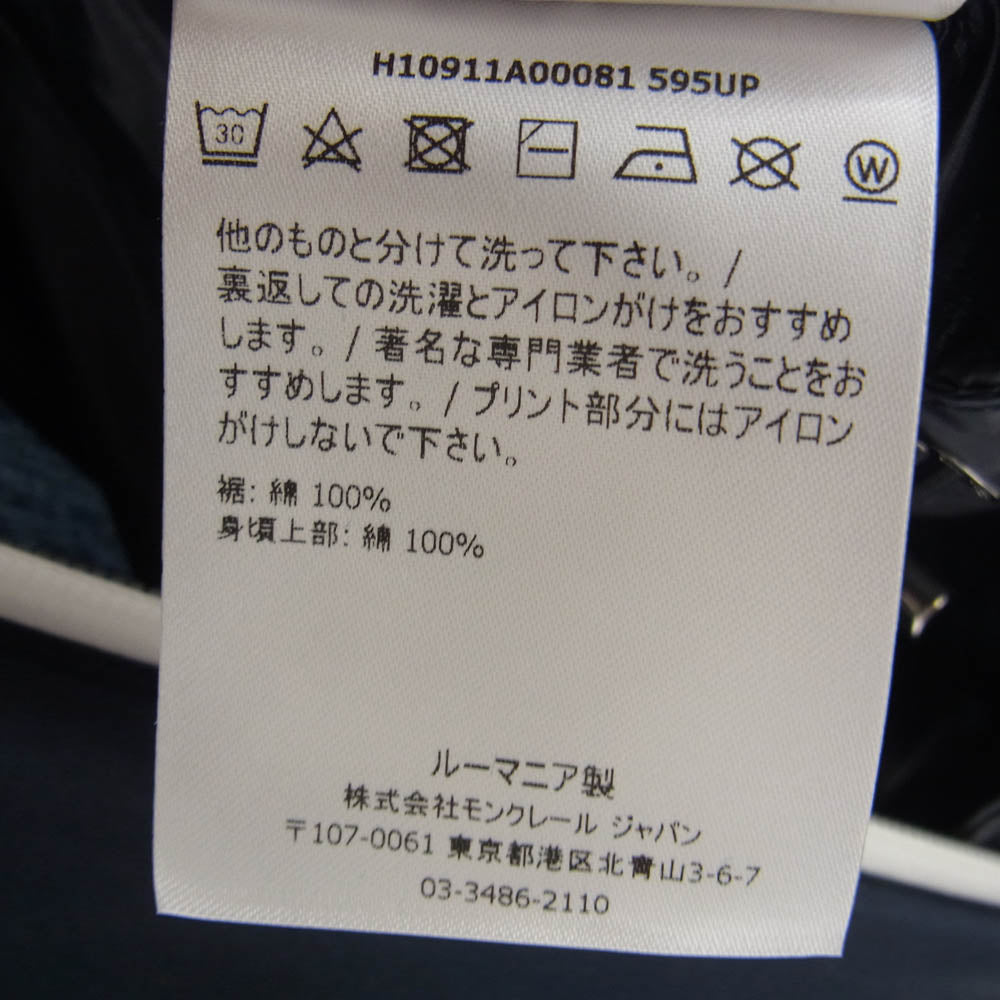 H10911A00081 595UP
30
W
他のものと分けて洗って下さい。/
裏返しての洗濯とアイロンがけをおすすめ
します。/ 著名な専門業者で洗うことをお
すすめします。/ プリント部分にはアイロン
がけしないで下さい。
裾: 綿 100%
身頃上部: 綿 100%
ルーマニア製
株式会社モンクレール ジャパン
〒107-0061 東京都港区北青山3-6-7
03-3486-2110